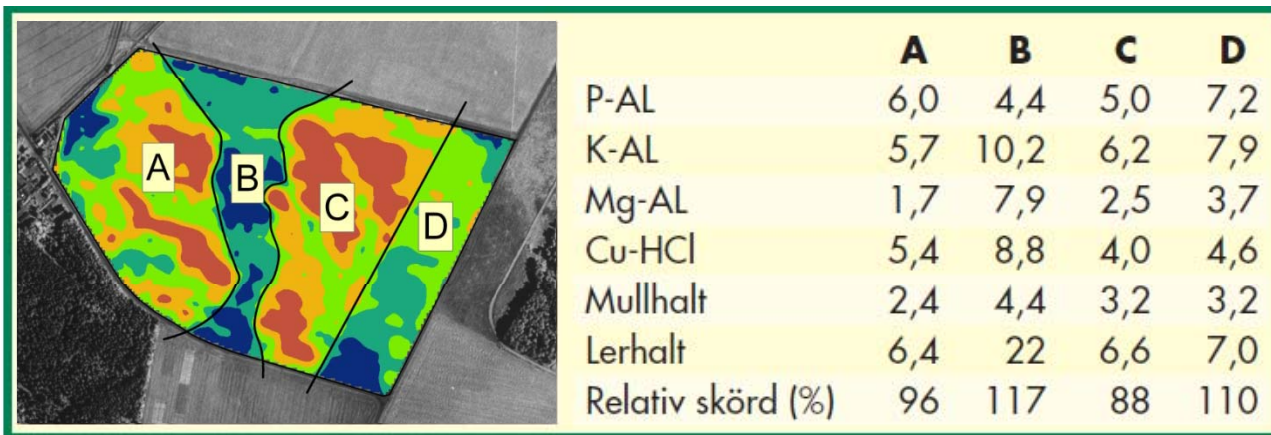 A B C D
A
B
C
D
P-AL 6,0 4,4 5,0 7,2
K-AL 5,7 10,2 6,2 7,9
Mg-AL 1,7 7,9 2,5 3,7
Cu-HCl 5,4 8,8 4,0 4,6
Mullhalt 2,4 4,4 3,2 3,2
Lerhalt 6,4 22 6,6 7,0
Relativ skörd (%) 96 117 88 110